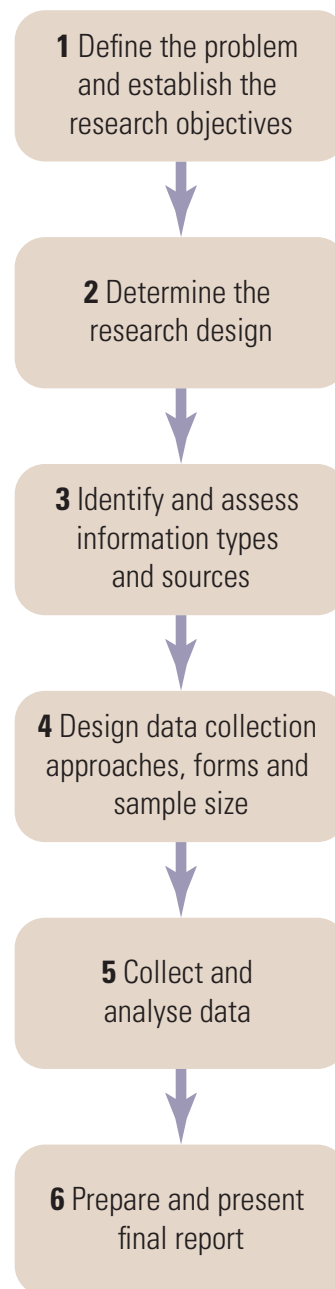 1 Define the problem
and establish the
research objectives
2 Determine the
research design
3 Identify and assess
information types
and sources
4 Design data collection
approaches, forms and
sample size
5 Collect and
analyse data
6 Prepare and present
final report